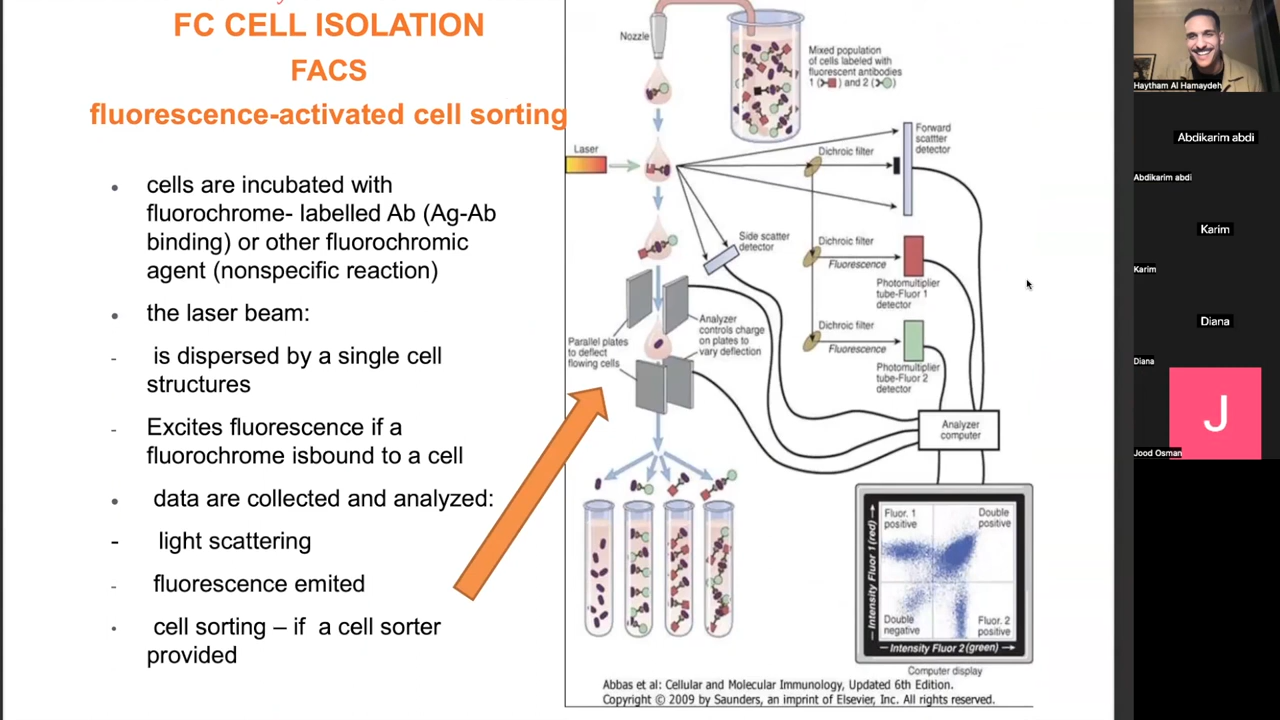 FC CELL ISOLATION
FACS
fluorescence-activated cell sorting
• cells are incubated with
fluorochrome- labelled Ab (Ag-Ab
binding) or other fluorochromic
agent (nonspecific reaction)
• the laser beam:
- is dispersed by a single cell
structures
- Excites fluorescence if a
fluorochrome isbound to a cell
• data are collected and analyzed:
- light scattering
- fluorescence emited
• cell sorting – if a cell sorter
provided
Nozzle
Mixed population
of cells labeled with
fluorescent antibodies
1 ( ) and 2 ( )
Laser
Dichroic filter
Forward
scattter
detector
Side scatter
detector
Dichroic filter
Fluorescence
Photomultiplier
tube-Fluor 1
detector
Parallel plates
to deflect
flowing cells
Analyzer
controls charge
on plates to
vary deflection
Dichroic filter
Fluorescence
Photomultiplier
tube-Fluor 2
detector
Analyzer
computer
Fluor. 1
positive
Double
positive
Double
negative
Fluor. 2
positive
Intensity Fluor 1 (red)
Intensity Fluor 2 (green)
Computer display
Abbas et al: Cellular and Molecular Immunology, Updated 6th Edition.
Copyright © 2009 by Saunders, an imprint of Elsevier, Inc. All rights reserved.
Haytham Al Hamaydeh
Abdikarim abdi
Abdikarim abdi
Karim
Karim
Diana
Diana
J
Jood Osman